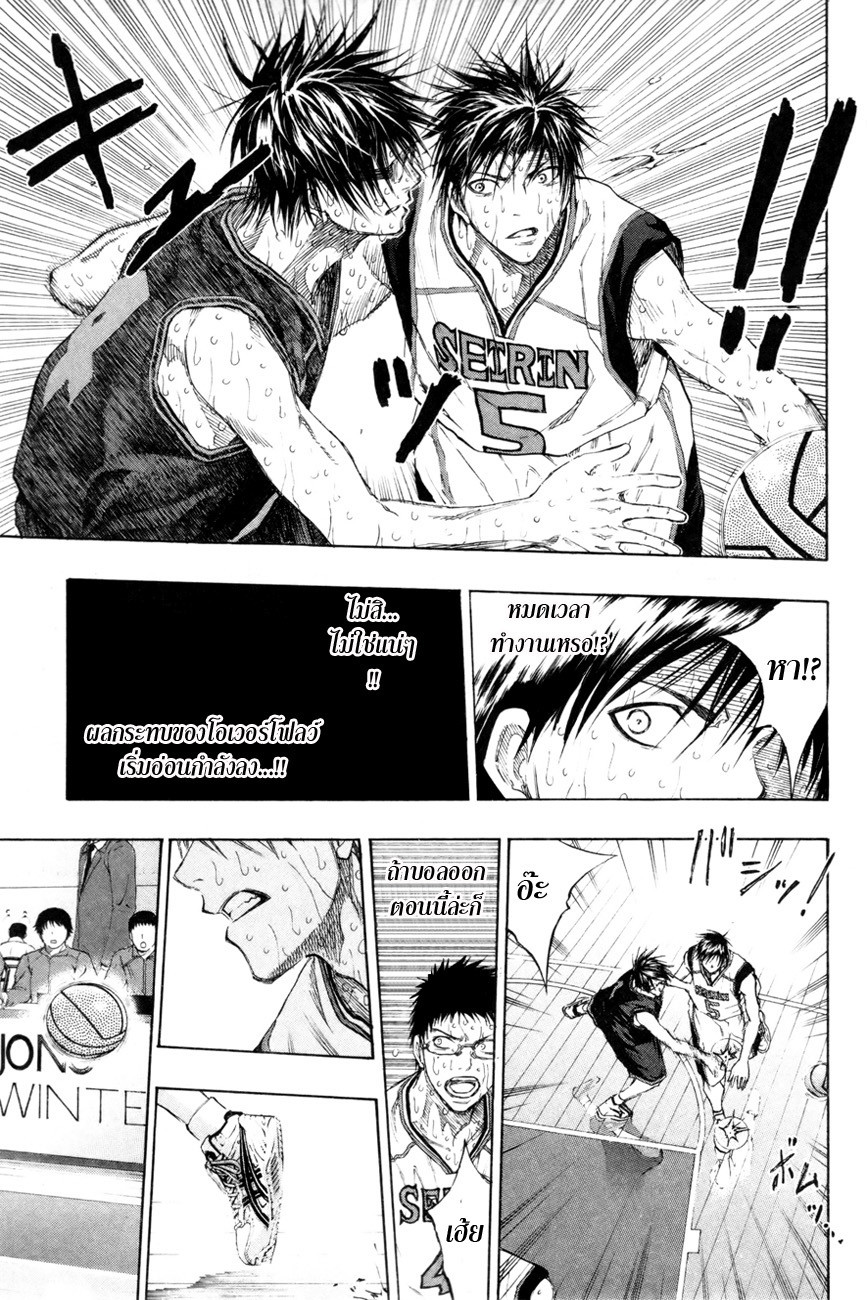 キュ
!!
SEIRIN
5
หา!?
หมดเวลา
ทำงานเหรอ!?
ไม่สิ...
ไม่ใช่แน่ๆ
!!
ผลกระทบของโอเวอร์โฟลว์
เริ่มอ่อนกำลังลง...!!
อ๊ะ
SEIRIN
5
ボム
ถ้าบอลออก
ตอนนี้ล่ะก็
SEIRIN
4
เฮ้ย
JON
WINTE